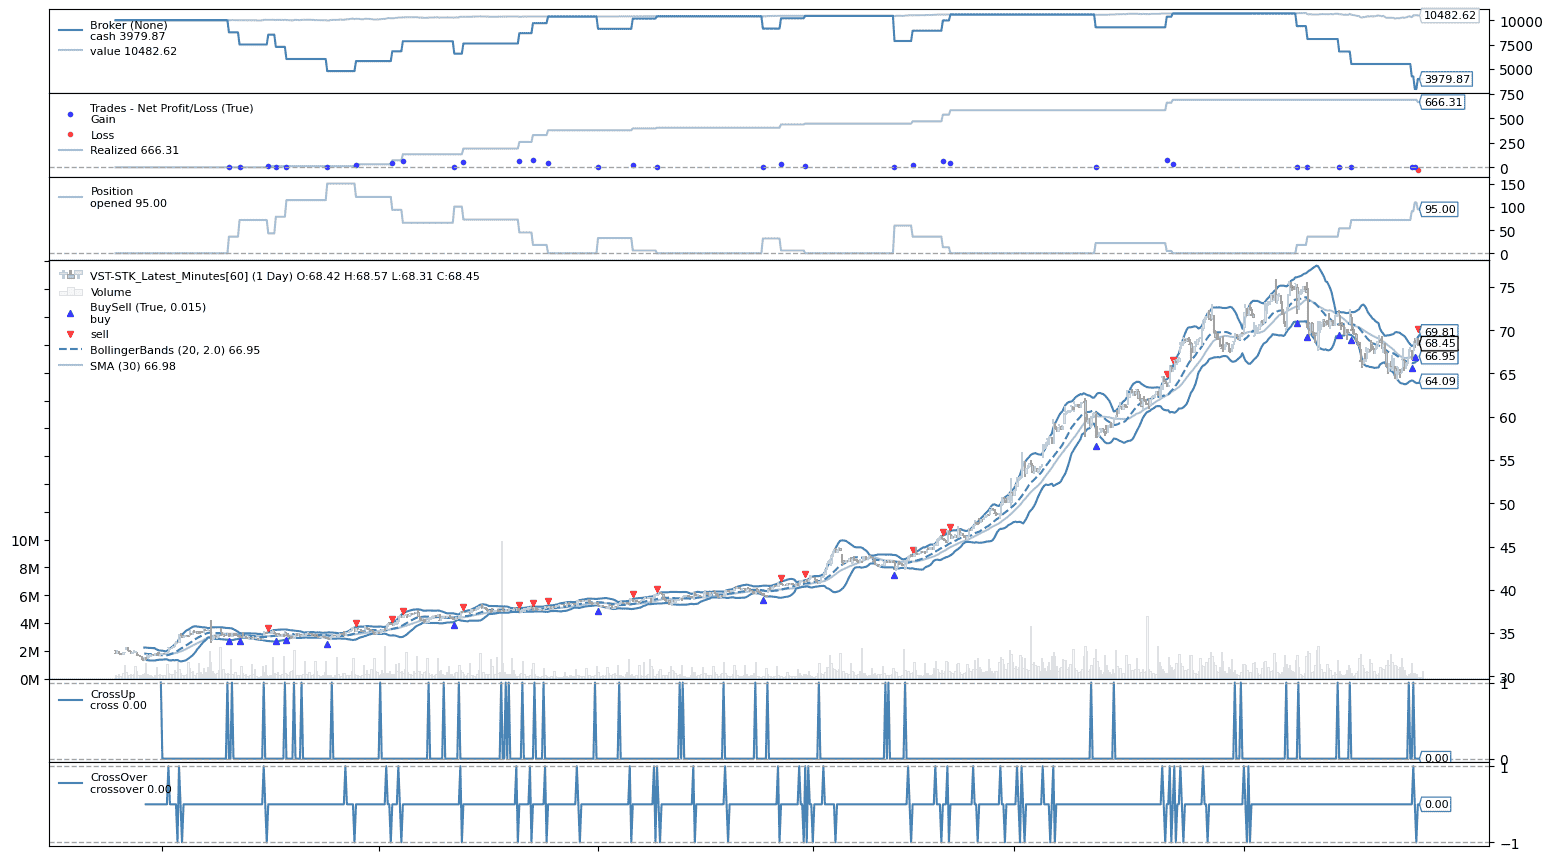 Broker (None)
cash 3979.87
value 10482.62
10482.62
10000
7500
5000
3979.87
Trades - Net Profit/Loss (True)
Gain
Loss
Realized 666.31
750
666.31
500
250
0
Position
opened 95.00
150
100
95.00
50
0
VST-STK_Latest_Minutes[60] (1 Day) O:68.42 H:68.57 L:68.31 C:68.45
Volume
BuySell (True, 0.015)
buy
sell
BollingerBands (20, 2.0) 66.95
SMA (30) 66.98
75
70
69.81
68.45
66.95
65
64.09
60
55
50
45
40
35
30
10M
8M
6M
4M
2M
0M
CrossUp
cross 0.00
1
0.00
0
CrossOver
crossover 0.00
1
0.00
−1